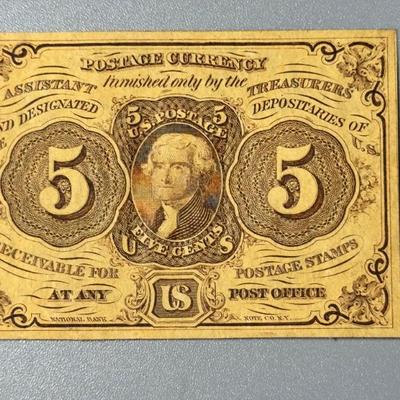 POSTAGE CURRENCY
Furnished only by the
ASSISTANT TREASURERS
ND DESIGNATED DEPOSITARIES OF
U.S.
5 5
U.S. POSTAGE
5 5
FIVE CENTS
U S
RECEIVABLE FOR POSTAGE STAMPS
AT ANY US POST OFFICE
NATIONAL BANK NOTE CO. N.Y.